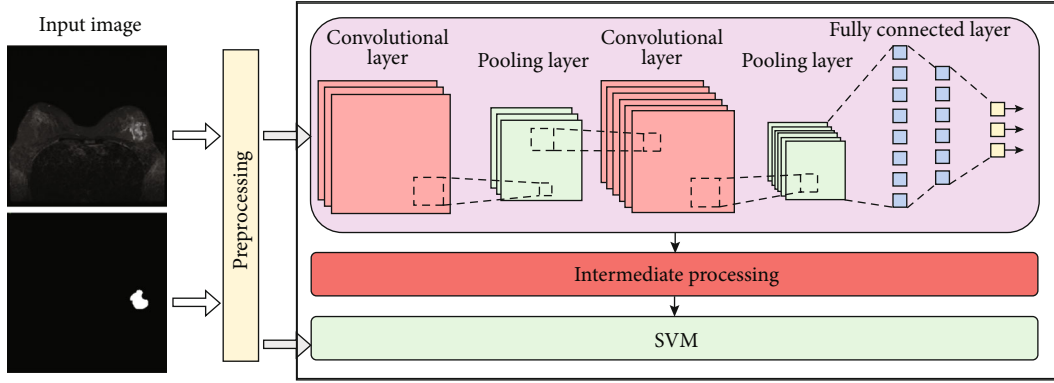 Input image
Preprocessing
Convolutional
layer
Pooling layer
Convolutional
layer
Pooling layer
Fully connected layer
Intermediate processing
SVM